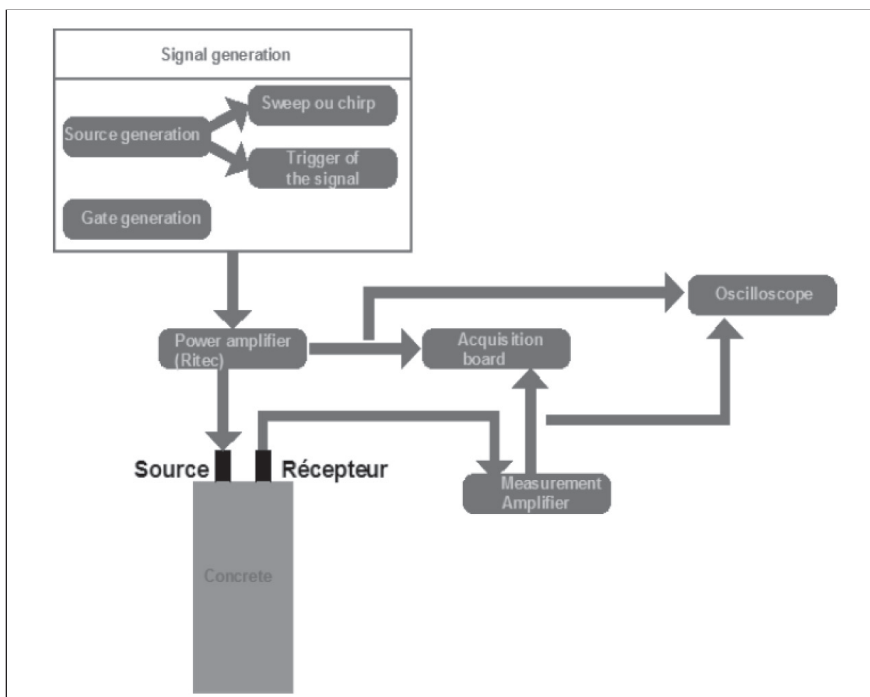 Signal generation
Sweep ou chirp
Source generation
Trigger of
the signal
Gate generation
Oscilloscope
Power amplifier
(Ritec)
Acquisition
board
Source
Récepteur
Measurement
Amplifier
Concrete